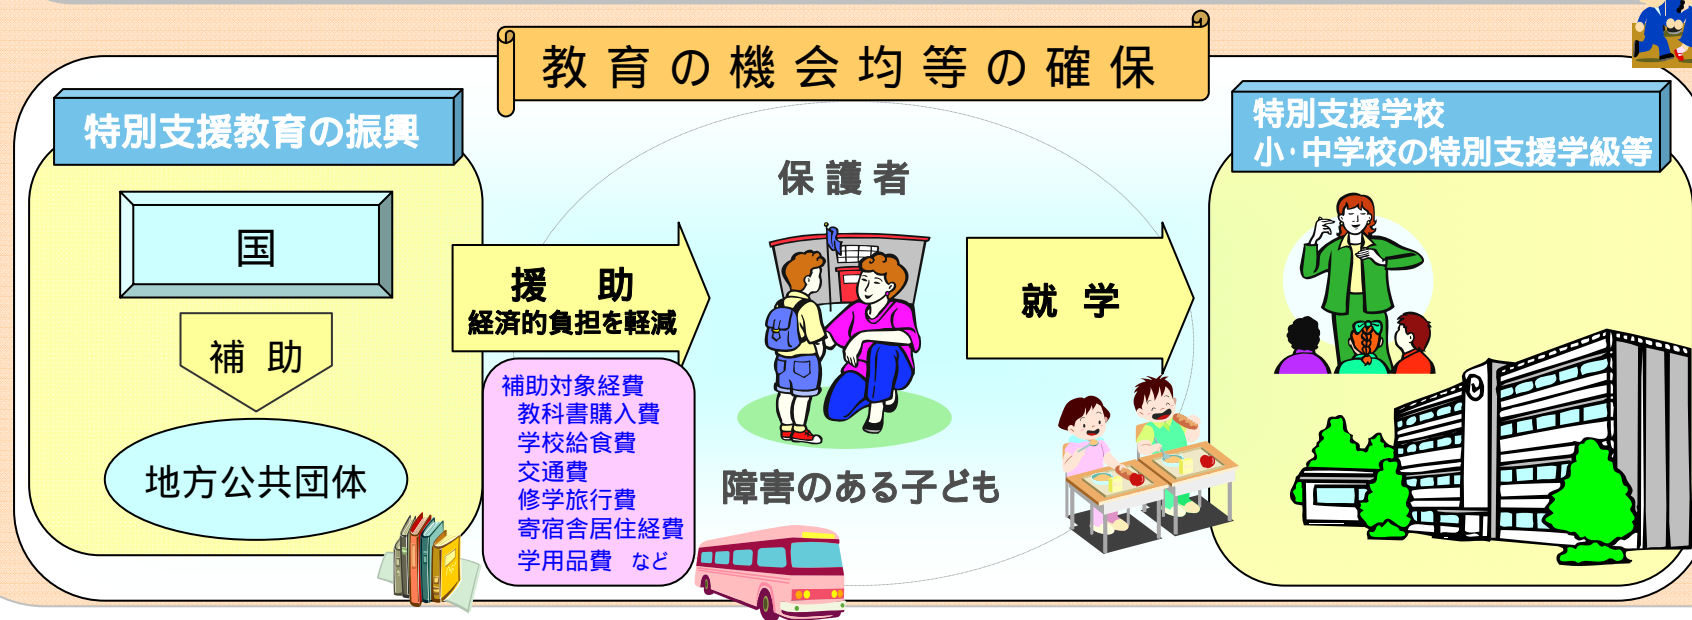 教育の機会均等の確保
特別支援教育の振興
国
補助
地方公共団体
援助
経済的負担を軽減
補助対象経費
教科書購入費
学校給食費
交通費
修学旅行費
寄宿舎居住経費
学用品費 など
保護者
障害のある子ども
就学
特別支援学校
小・中学校の特別支援学級等